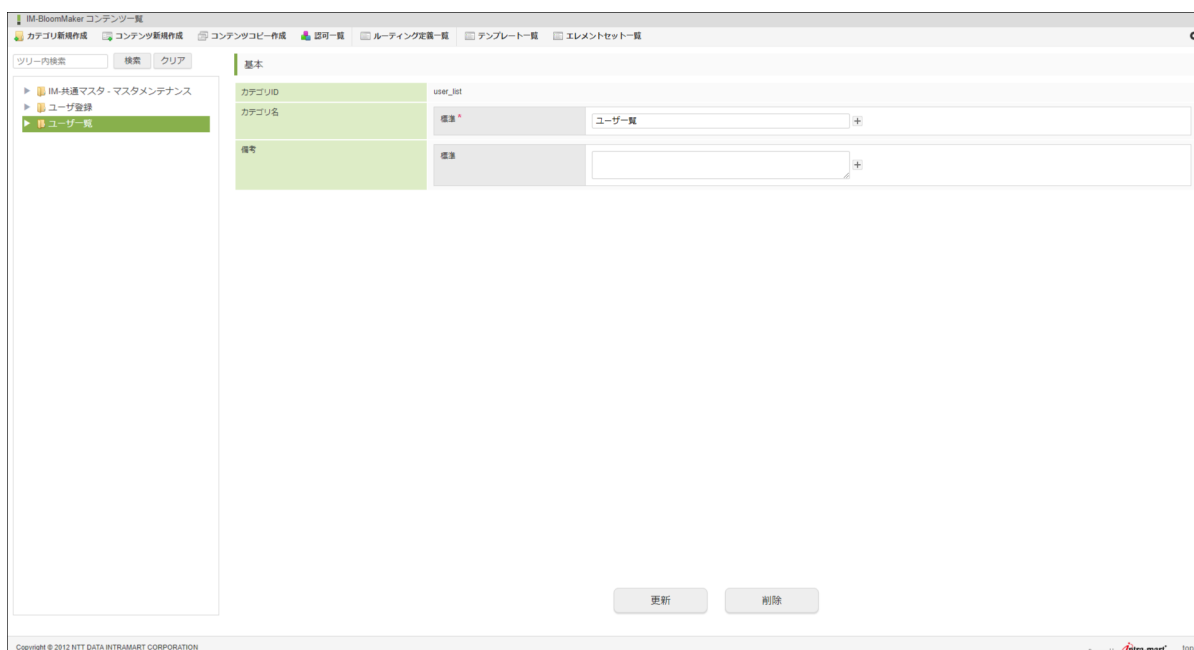 IM-BloomMaker コンテンツ一覧
カテゴリ新規作成 コンテンツ新規作成 コンテンツコピー作成 認可一覧 ルーティング定義一覧 テンプレート一覧 エレメントセット一覧
ツリー内検索 検索 クリア
基本
IM-共通マスタ - マスタメンテナンス
ユーザ登録
ユーザ一覧
カテゴリID user_list
カテゴリ名 標準 * ユーザ一覧
備考 標準
更新 削除
Copyright © 2012 NTT DATA INTRAMART CORPORATION
intra-mart top